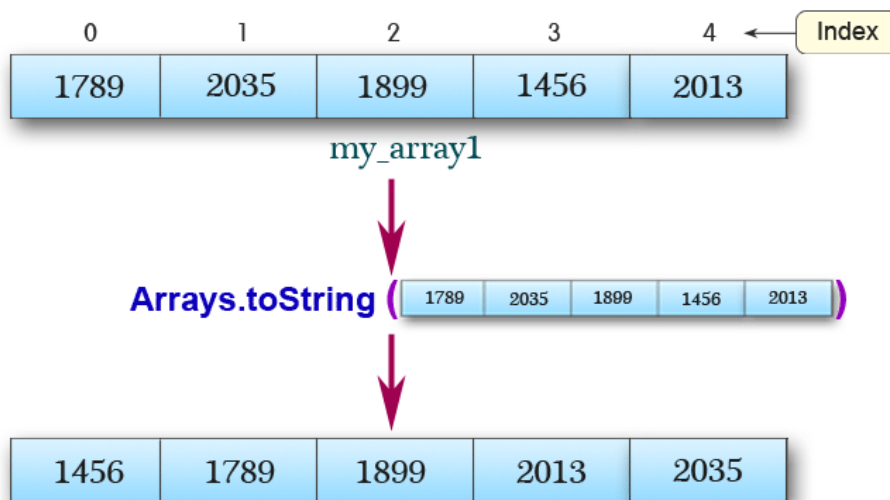 0 1 2 3 4 Index
1789 2035 1899 1456 2013
my_array1
Arrays.toString ( 1789 2035 1899 1456 2013 )
1456 1789 1899 2013 2035